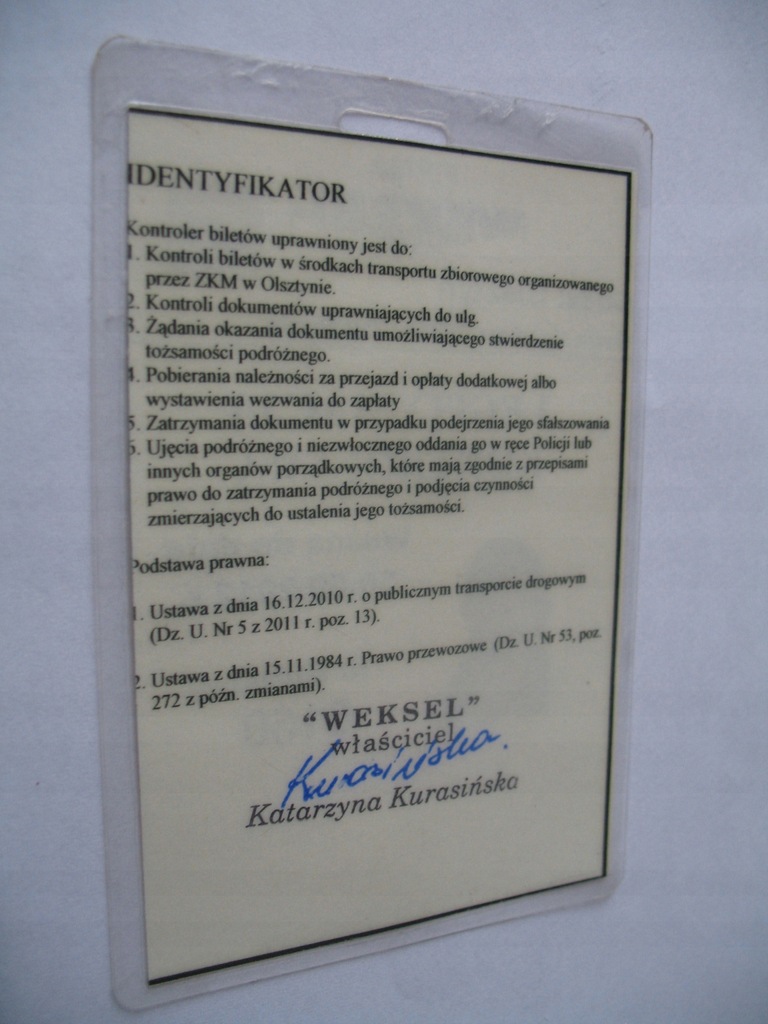 IDENTYFIKATOR
Kontroler biletów uprawniony jest do:
1. Kontroli biletów w środkach transportu zbiorowego organizowanego
przez ZKM w Olsztynie.
2. Kontroli dokumentów uprawniających do ulg.
3. Żądania okazania dokumentu umożliwiającego stwierdzenie
tożsamości podróżnego.
4. Pobierania należności za przejazd i opłaty dodatkowej albo
wystawienia wezwania do zapłaty
5. Zatrzymania dokumentu w przypadku podejrzenia jego sfałszowania
6. Ujęcia podróżnego i niezwłocznego oddania go w ręce Policji lub
innych organów porządkowych, które mają zgodnie z przepisami
prawo do zatrzymania podróżnego i podjęcia czynności
zmierzających do ustalenia jego tożsamości.
Podstawa prawna:
1. Ustawa z dnia 16.12.2010 r. o publicznym transporcie drogowym
(Dz. U. Nr 5 z 2011 r. poz. 13).
2. Ustawa z dnia 15.11.1984 r. Prawo przewozowe (Dz. U. Nr 53, poz.
272 z późn. zmianami).
“WEKSEL”
właściciel
Kurasińska
Katarzyna Kurasińska